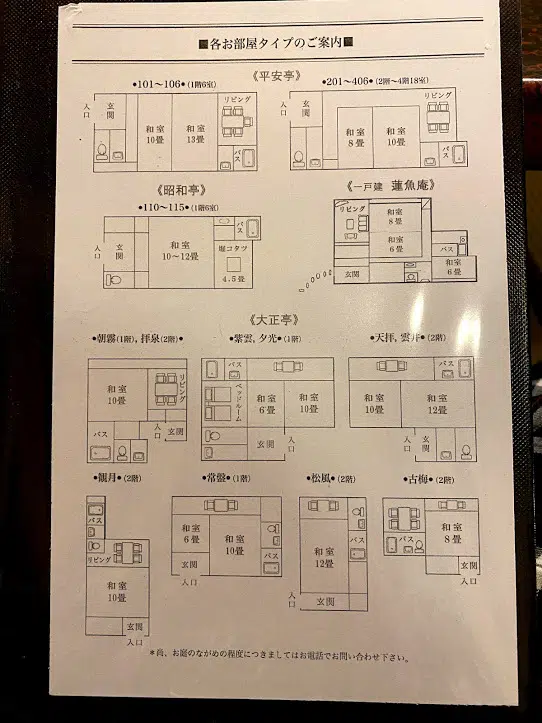 ■各お部屋タイプのご案内■
《平安亭》
●101～106●(1階6室)
入口
玄関
和室
10畳
和室
13畳
リビング
バス
●201～406●(2階～4階18室)
入口
玄関
和室
8畳
和室
10畳
リビング
バス
《昭和亭》
●110～115●(1階6室)
入口
玄関
和室
10～12畳
バス
堀コタツ
4.5畳
《一戸建 蓮魚庵》
リビング
和室
8畳
和室
6畳
玄関
バス
和室
6畳
《大正亭》
●朝霧(1階),拝泉(2階)●
和室
10畳
リビング
バス
入口
玄関
●紫雲,夕光●(1階)
バス
ベッドルーム
和室
6畳
和室
10畳
玄関
入口
●天拝,雲井●(2階)
バス
和室
10畳
和室
12畳
入口
玄関
●観月●(2階)
バス
リビング
和室
10畳
玄関
入口
●常盤●(1階)
和室
6畳
和室
10畳
玄関
入口
バス
●松風●(2階)
バス
和室
12畳
入口
玄関
●古梅●(2階)
バス
和室
8畳
玄関
入口
*尚、お庭のながめの程度につきましてはお電話でお問い合わせ下さい。